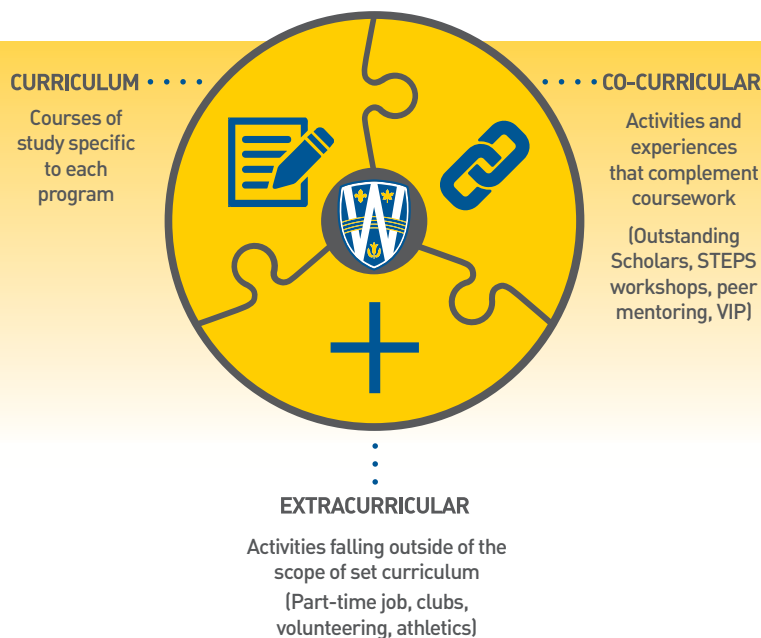 CURRICULUM
Courses of
study specific
to each
program
CO-CURRICULAR
Activities and
experiences
that complement
coursework
(Outstanding
Scholars, STEPS
workshops, peer
mentoring, VIP)
W
EXTRACURRICULAR
Activities falling outside of the
scope of set curriculum
(Part-time job, clubs,
volunteering, athletics)